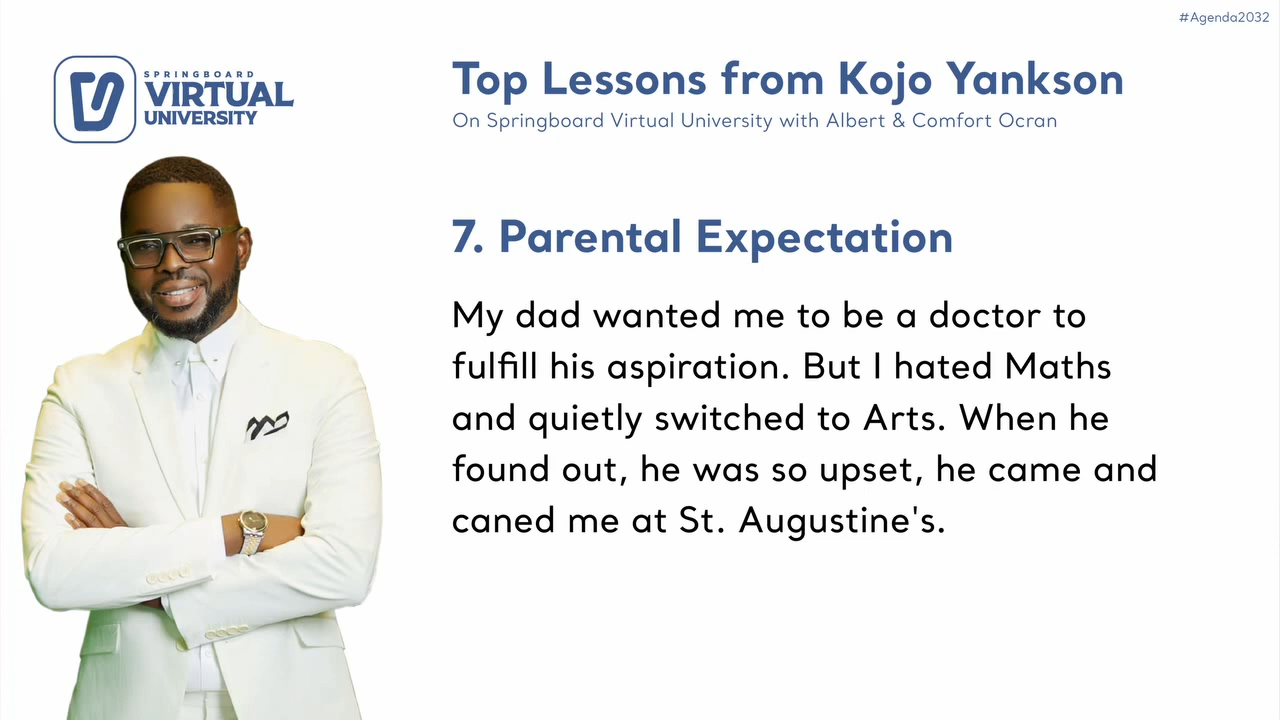 #Agenda2032
SPRINGBOARD
VIRTUAL
UNIVERSITY
Top Lessons from Kojo Yankson
On Springboard Virtual University with Albert & Comfort Ocran
7. Parental Expectation
My dad wanted me to be a doctor to
fulfill his aspiration. But I hated Maths
and quietly switched to Arts. When he
found out, he was so upset, he came and
caned me at St. Augustine's.